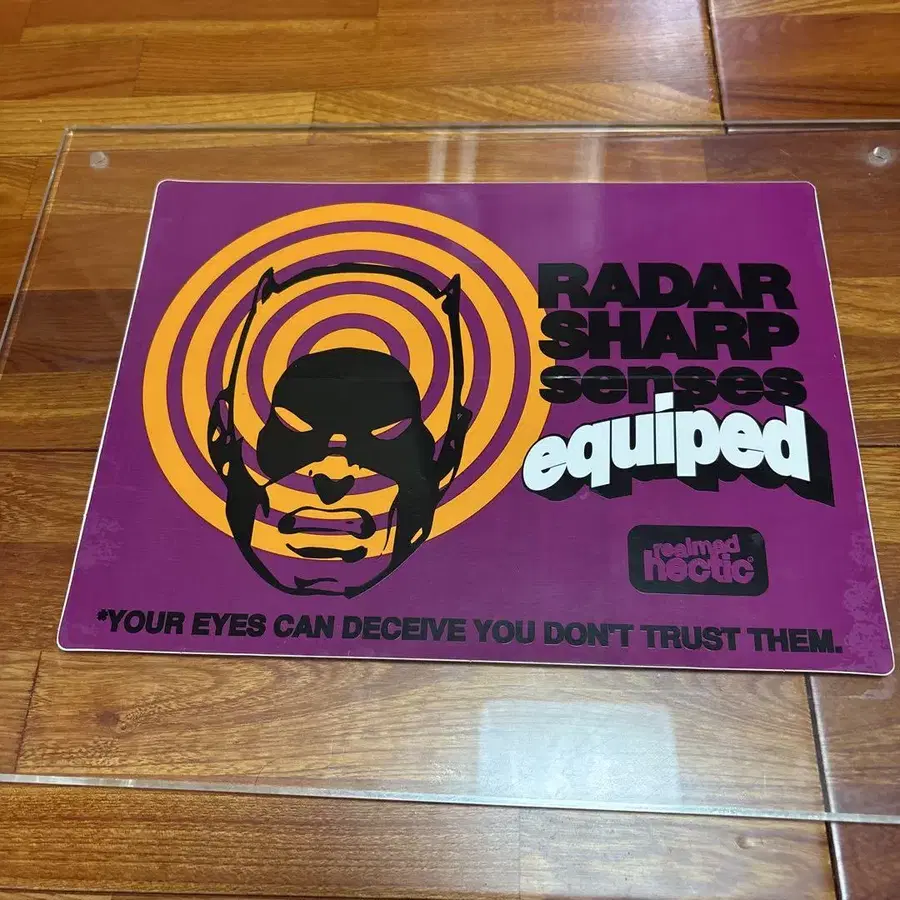 RADAR
SHARP
senses
equiped
realmad
hectic
*YOUR EYES CAN DECEIVE YOU DON'T TRUST THEM.